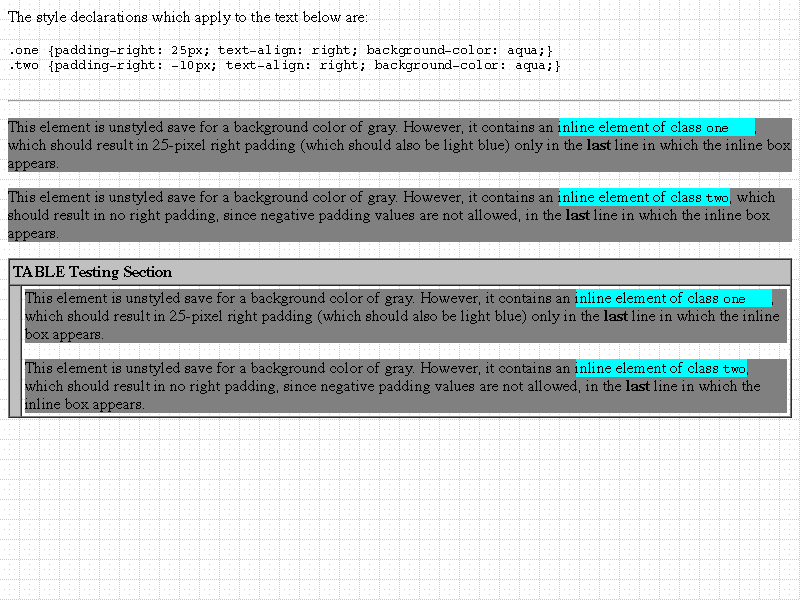 The style declarations which apply to the text below are:
.one {padding-right: 25px; text-align: right; background-color: aqua;}
.two {padding-right: -10px; text-align: right; background-color: aqua;}
This element is unstyled save for a background color of gray. However, it contains an inline element of class one ,
which should result in 25-pixel right padding (which should also be light blue) only in the last line in which the inline box
appears.
This element is unstyled save for a background color of gray. However, it contains an inline element of class two, which
should result in no right padding, since negative padding values are not allowed, in the last line in which the inline box
appears.
TABLE Testing Section
This element is unstyled save for a background color of gray. However, it contains an inline element of class one ,
which should result in 25-pixel right padding (which should also be light blue) only in the last line in which the inline
box appears.
This element is unstyled save for a background color of gray. However, it contains an inline element of class two,
which should result in no right padding, since negative padding values are not allowed, in the last line in which the
inline box appears.